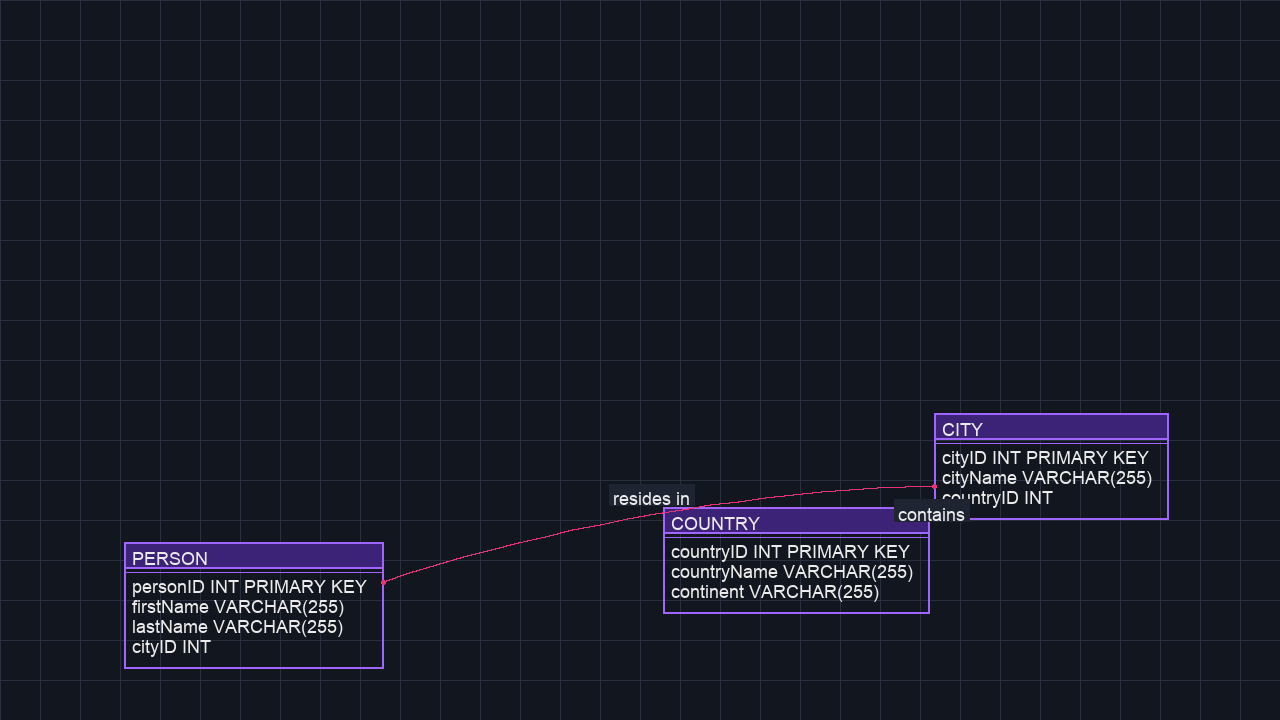 CITY
cityID INT PRIMARY KEY
cityName VARCHAR(255)
countryID INT
resides in
contains
COUNTRY
countryID INT PRIMARY KEY
countryName VARCHAR(255)
continent VARCHAR(255)
PERSON
personID INT PRIMARY KEY
firstName VARCHAR(255)
lastName VARCHAR(255)
cityID INT